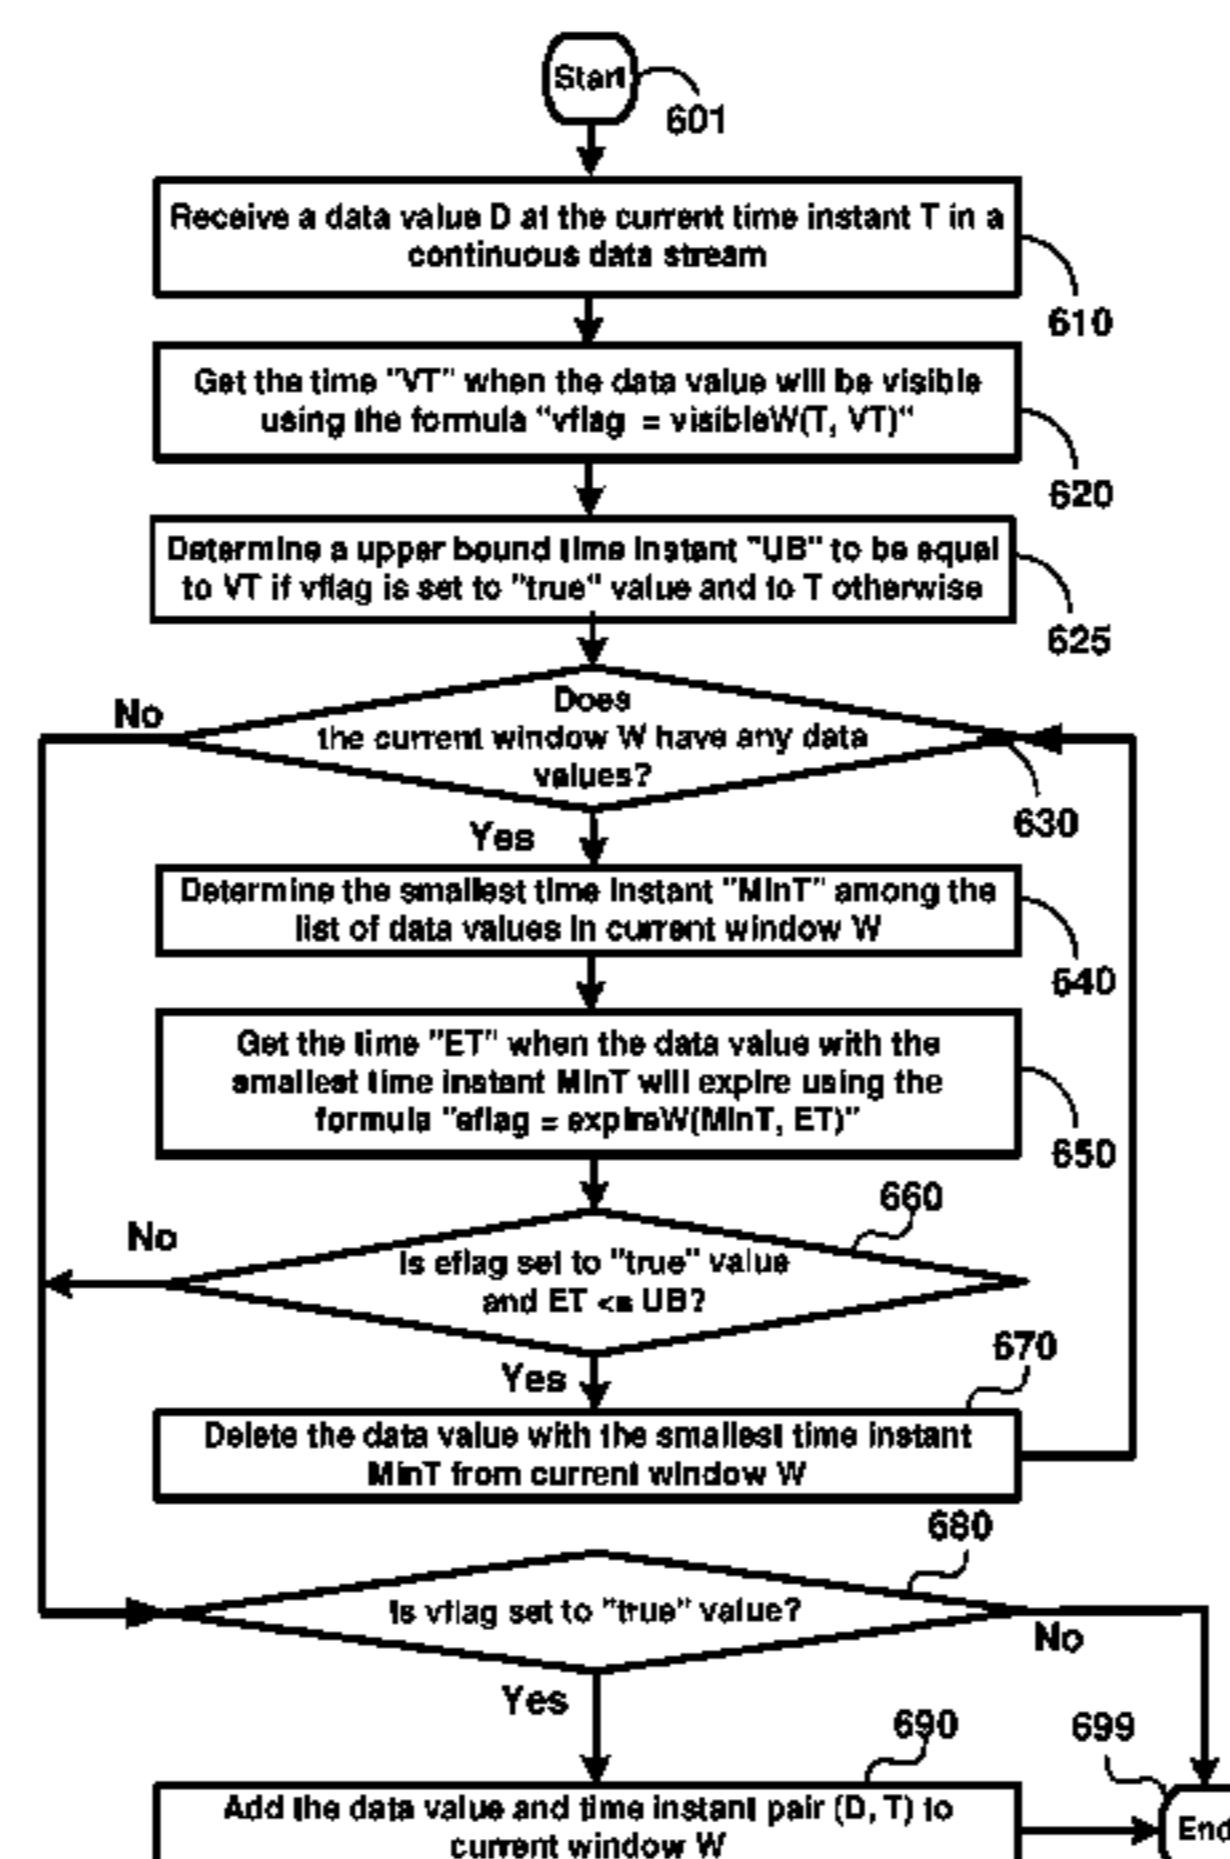 Start
601
Receive a data value D at the current time instant T in a
continuous data stream
610
Get the time "VT" when the data value will be visible
using the formula "vflag = visibleW(T, VT)"
620
Determine a upper bound time instant "UB" to be equal
to VT if vflag is set to "true" value and to T otherwise
625
Does
the current window W have any data
values?
No
630
Yes
Determine the smallest time instant "MinT" among the
list of data values in current window W
640
Get the time "ET" when the data value with the
smallest time instant MinT will expire using the
formula "eflag = expireW(MinT, ET)"
650
660
No
Is eflag set to "true" value
and ET <= UB?
Yes
670
Delete the data value with the smallest time instant
MinT from current window W
680
Is vflag set to "true" value?
No
Yes
690
699
Add the data value and time instant pair (D, T) to
current window W
End